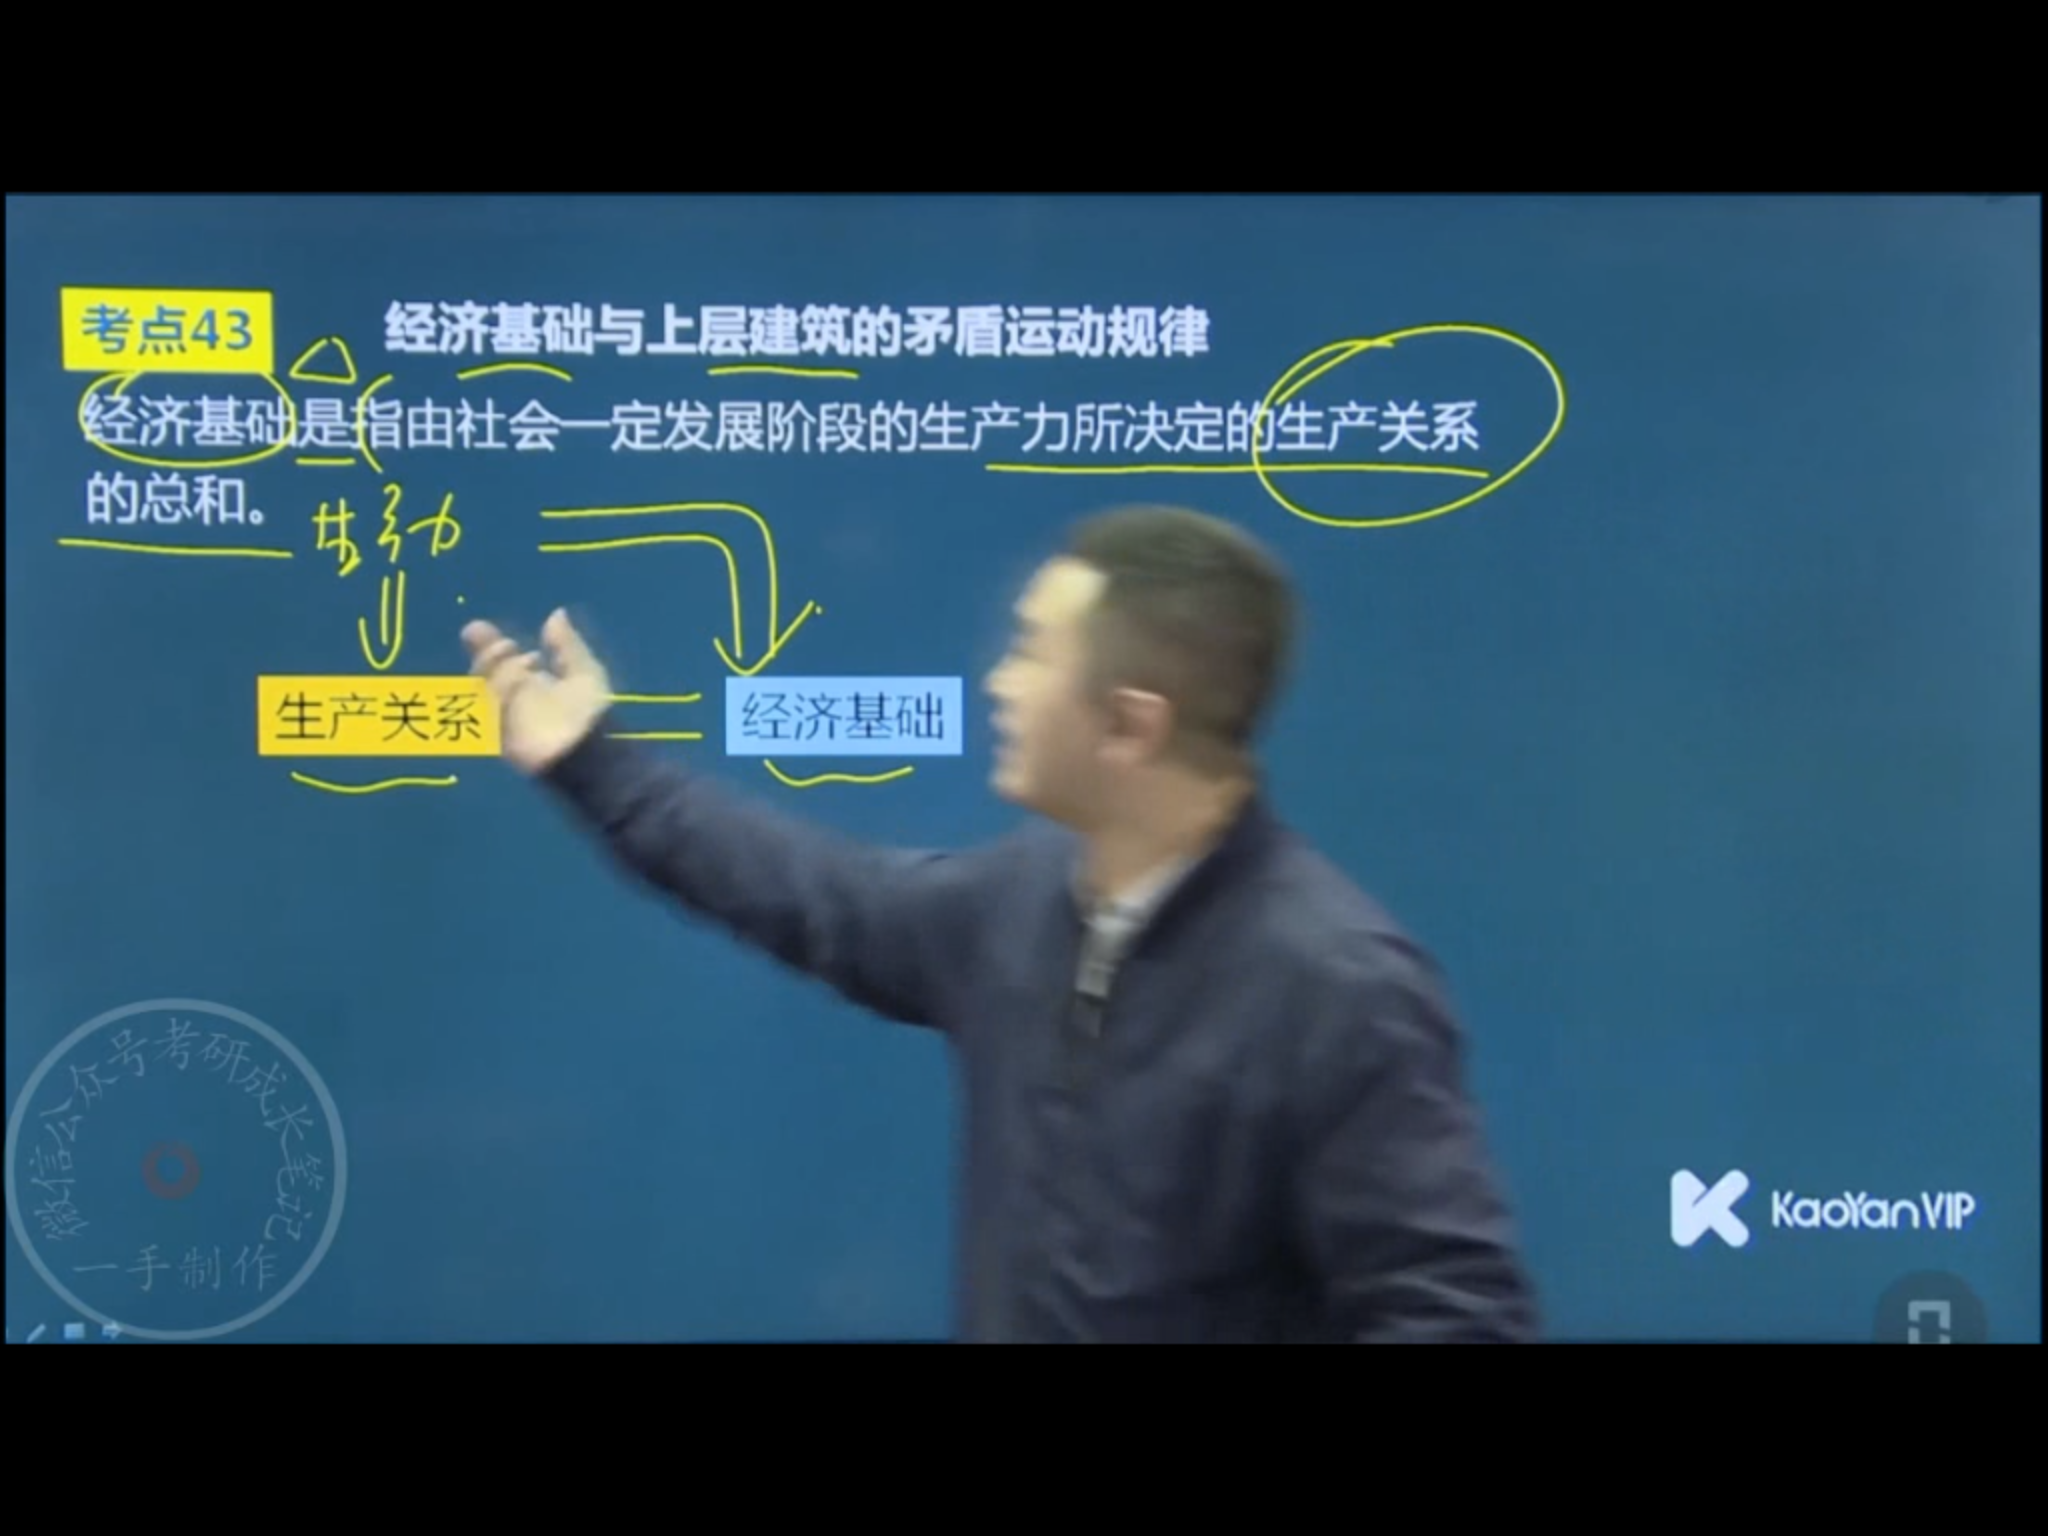 考点43
经济基础与上层建筑的矛盾运动规律
经济基础是指由社会一定发展阶段的生产力所决定的生产关系
的总和。
生产关系
经济基础
微信公众号考研成长笔记
一手制作
KaoYanVIP